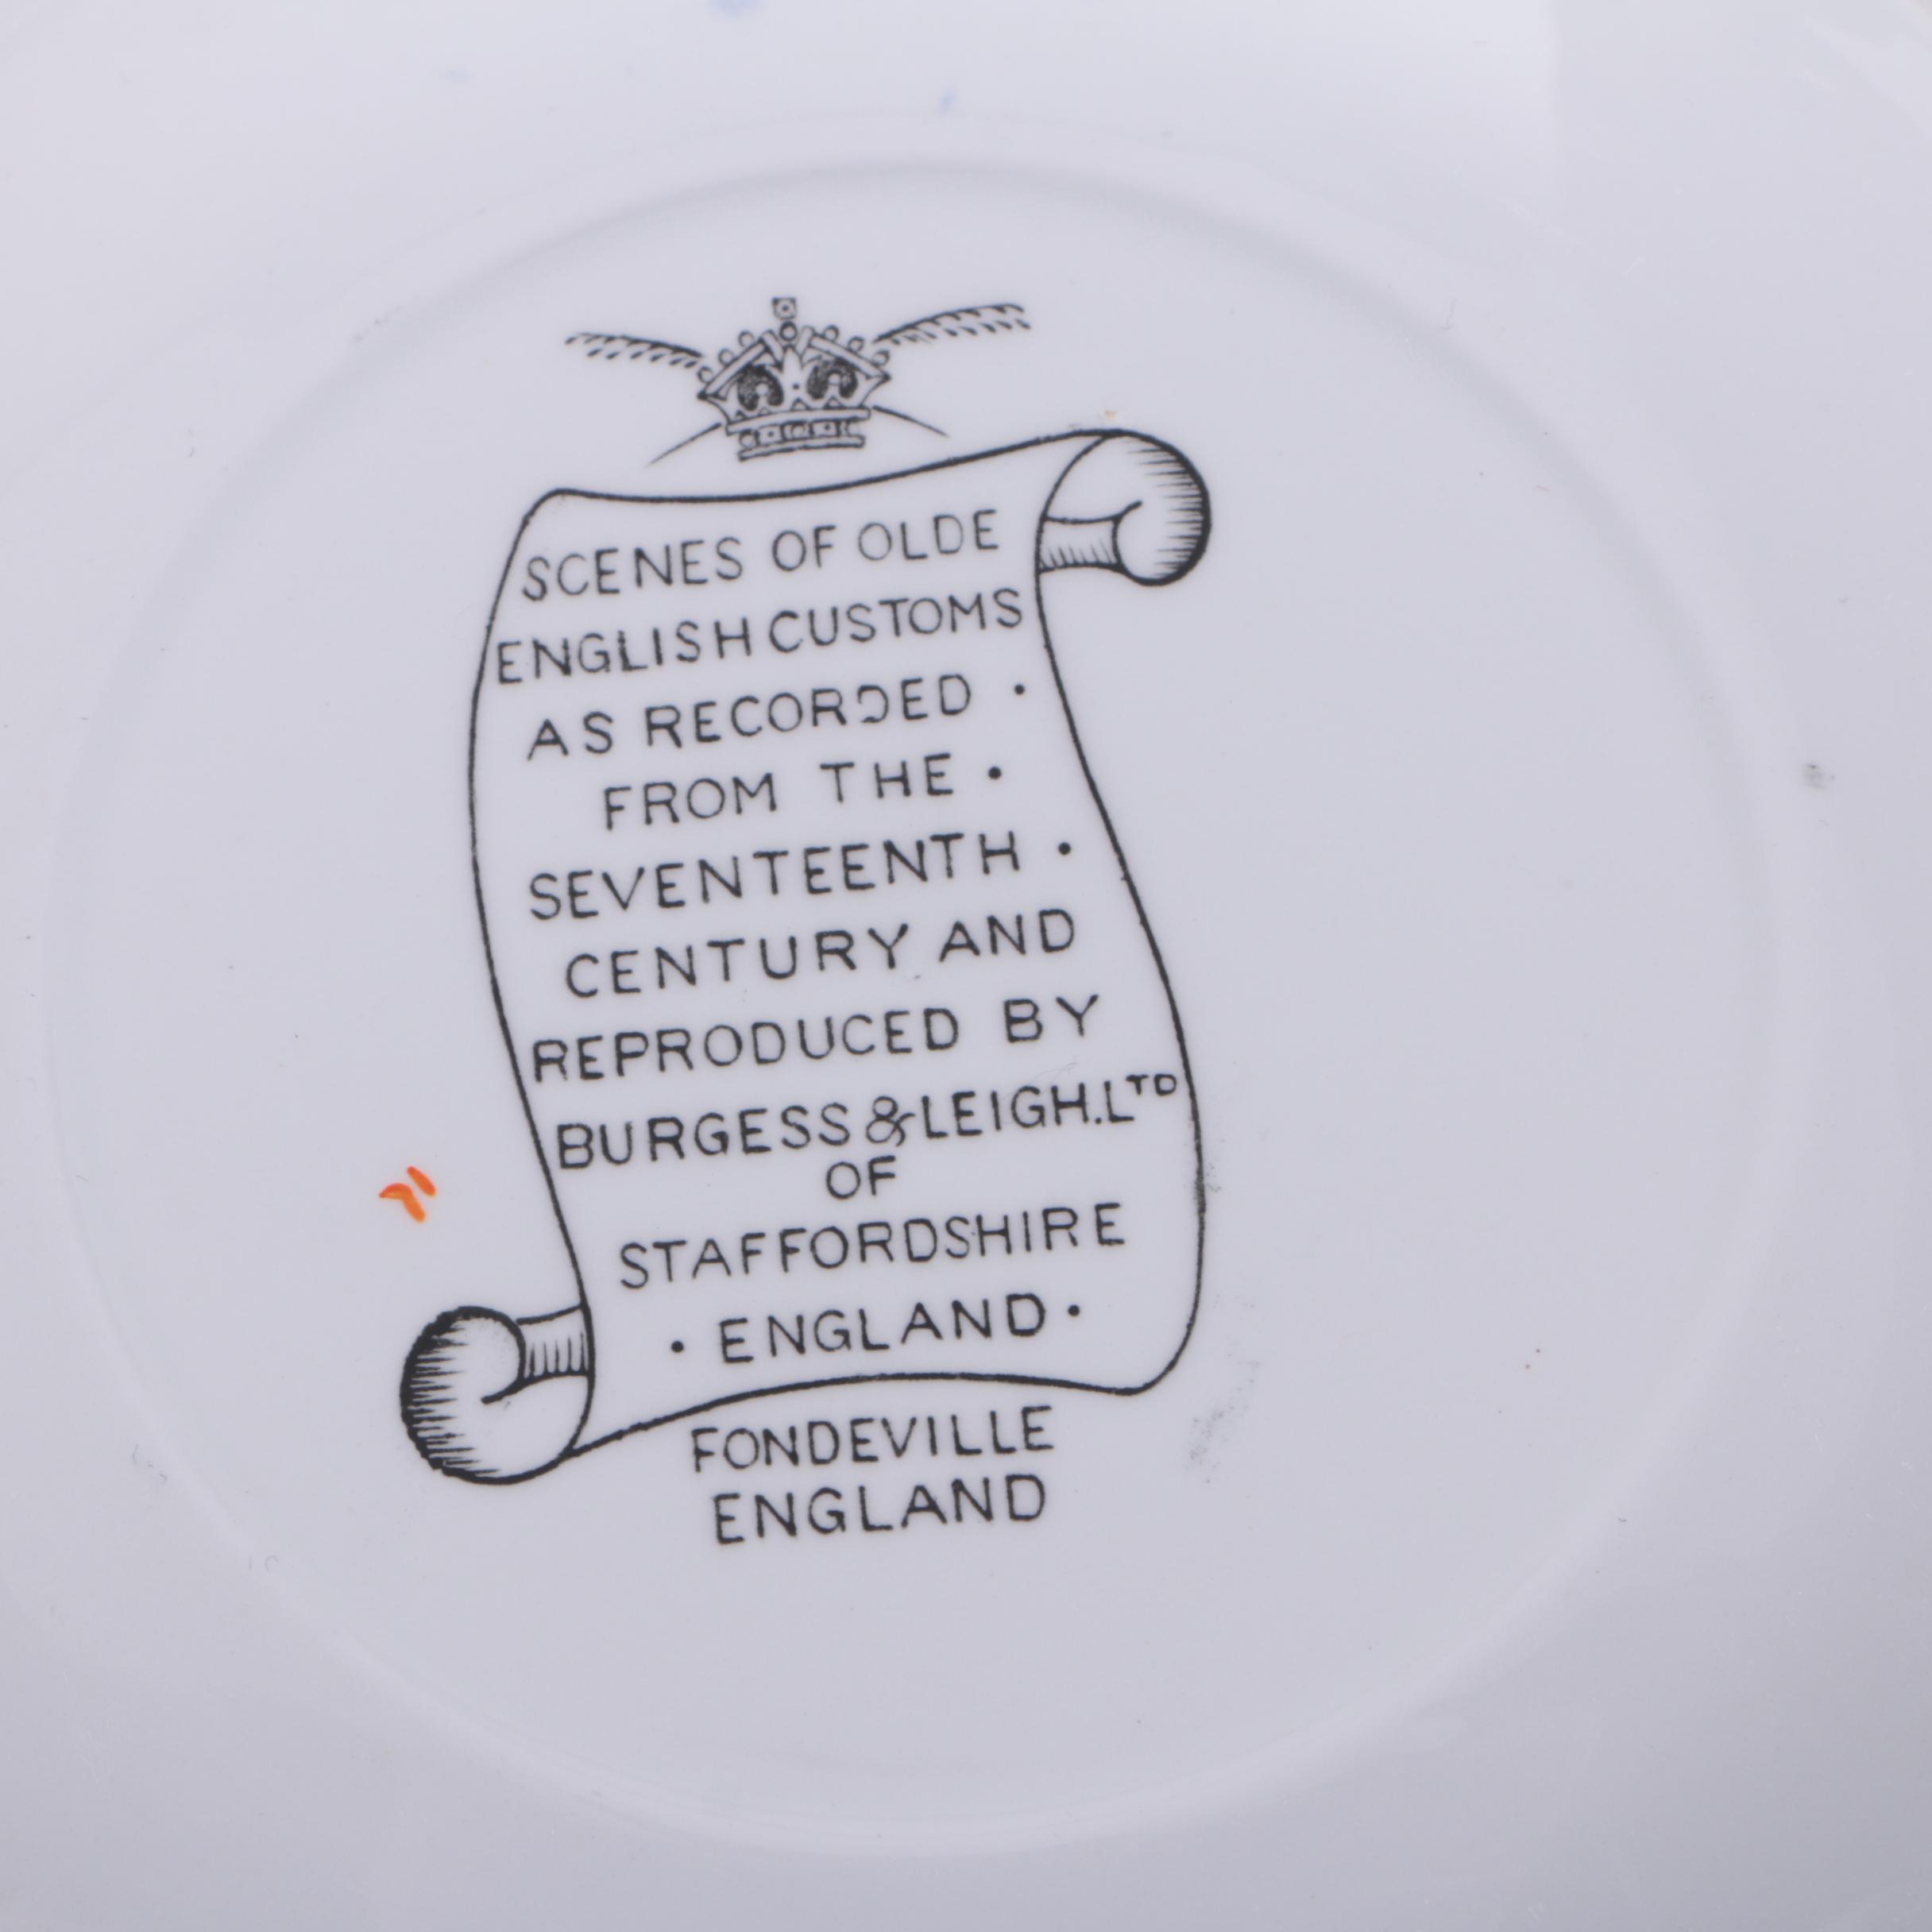 SCENES OF OLDE
ENGLISH CUSTOMS
AS RECORDED ·
FROM THE ·
SEVENTEENTH ·
CENTURY AND
REPRODUCED BY
BURGESS & LEIGH. LTD
OF
STAFFORDSHIRE
· ENGLAND ·
FONDEVILLE
ENGLAND